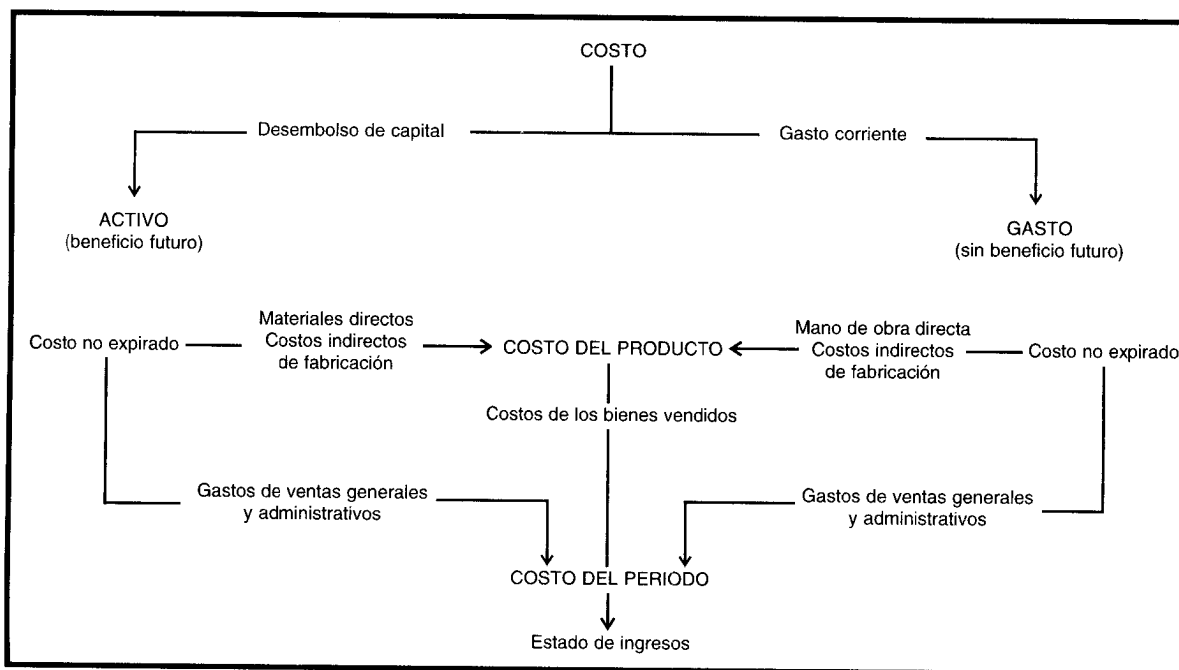 COSTO
Desembolso de capital
Gasto corriente
ACTIVO
(beneficio futuro)
GASTO
(sin beneficio futuro)
Costo no expirado
Materiales directos
Costos indirectos
de fabricación
COSTO DEL PRODUCTO
Mano de obra directa
Costos indirectos
de fabricación
Costo no expirado
Costos de los bienes vendidos
Gastos de ventas generales
y administrativos
Gastos de ventas generales
y administrativos
COSTO DEL PERIODO
Estado de ingresos